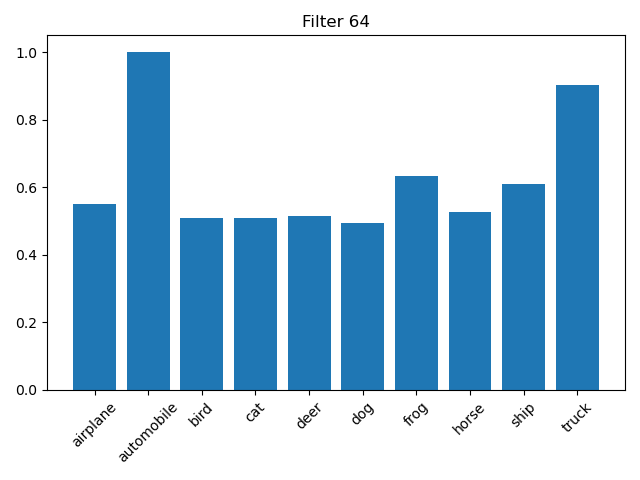 Filter 64
1.0
0.8
0.6
0.4
0.2
0.0
airplane
automobile
bird
cat
deer
dog
frog
horse
ship
truck